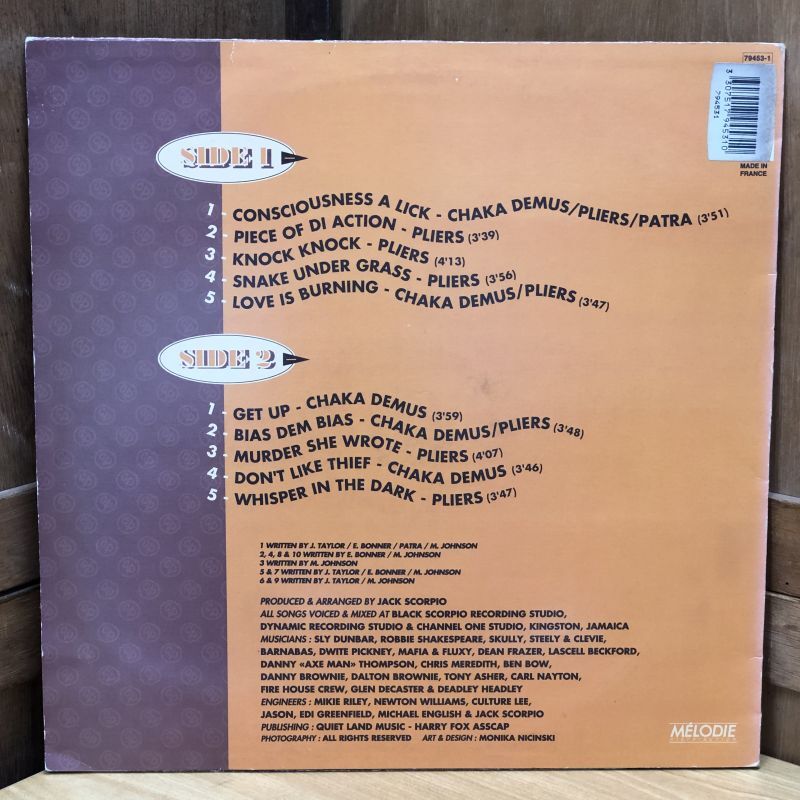 79453-1
3 307517 945310
794531
MADE IN
FRANCE
SIDE 1
1 - CONSCIOUSNESS A LICK - CHAKA DEMUS/PLIERS/PATRA (3'51)
2 - PIECE OF DI ACTION - PLIERS (3'39)
3 - KNOCK KNOCK - PLIERS (4'13)
4 - SNAKE UNDER GRASS - PLIERS (3'56)
5 - LOVE IS BURNING - CHAKA DEMUS/PLIERS (3'47)
SIDE 2
1 - GET UP - CHAKA DEMUS (3'59)
2 - BIAS DEM BIAS - CHAKA DEMUS/PLIERS (3'48)
3 - MURDER SHE WROTE - PLIERS (4'07)
4 - DON'T LIKE THIEF - CHAKA DEMUS (3'46)
5 - WHISPER IN THE DARK - PLIERS (3'47)
1 WRITTEN BY J. TAYLOR / E. BONNER / PATRA / M. JOHNSON
2, 4, 8 & 10 WRITTEN BY E. BONNER / M. JOHNSON
3 WRITTEN BY M. JOHNSON
5 & 7 WRITTEN BY J. TAYLOR / E. BONNER / M. JOHNSON
6 & 9 WRITTEN BY J. TAYLOR / M. JOHNSON
PRODUCED & ARRANGED BY JACK SCORPIO
ALL SONGS VOICED & MIXED AT BLACK SCORPIO RECORDING STUDIO,
DYNAMIC RECORDING STUDIO & CHANNEL ONE STUDIO, KINGSTON, JAMAICA
MUSICIANS : SLY DUNBAR, ROBBIE SHAKESPEARE, SKULLY, STEELY & CLEVIE,
BARNABAS, DWITE PICKNEY, MAFIA & FLUXY, DEAN FRAZER, LASCELL BECKFORD,
DANNY «AXE MAN» THOMPSON, CHRIS MEREDITH, BEN BOW,
DANNY BROWNIE, DALTON BROWNIE, TONY ASHER, CARL NAYTON,
FIRE HOUSE CREW, GLEN DECASTER & DEADLEY HEADLEY
ENGINEERS : MIKIE RILEY, NEWTON WILLIAMS, CULTURE LEE,
JASON, EDI GREENFIELD, MICHAEL ENGLISH & JACK SCORPIO
PUBLISHING : QUIET LAND MUSIC - HARRY FOX ASSCAP
PHOTOGRAPHY : ALL RIGHTS RESERVED ART & DESIGN : MONIKA NICINSKI
MÉLODIE
DISTRIBUTION